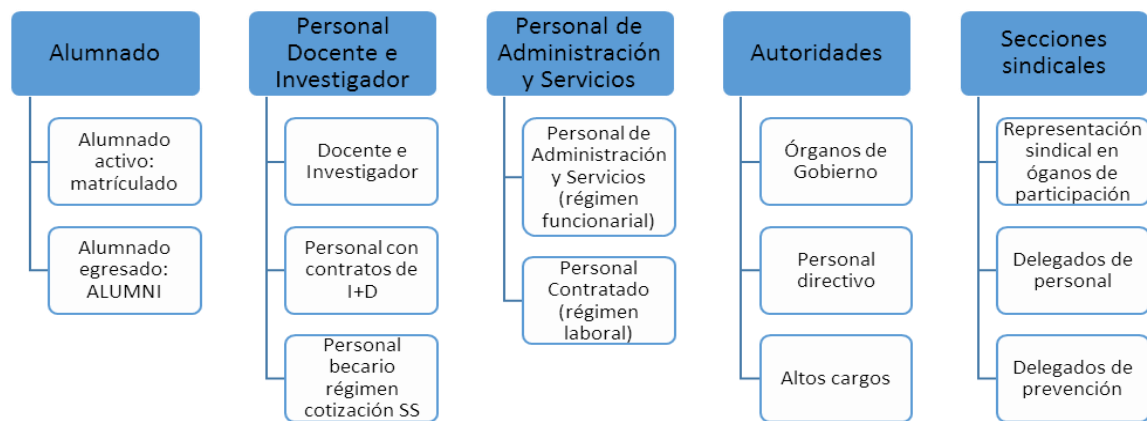 Alumnado
Alumnado
activo:
matrículado
Alumnado
egresado:
ALUMNI
Personal
Docente e
Investigador
Docente e
Investigador
Personal con
contratos de
I+D
Personal
becario
régimen
cotización SS
Personal de
Administración
y Servicios
Personal de
Administración
y Servicios
(régimen
funcionarial)
Personal
Contratado
(régimen
laboral)
Autoridades
Órganos de
Gobierno
Personal
directivo
Altos cargos
Secciones
sindicales
Representación
sindical en
óganos de
participación
Delegados de
personal
Delegados de
prevención